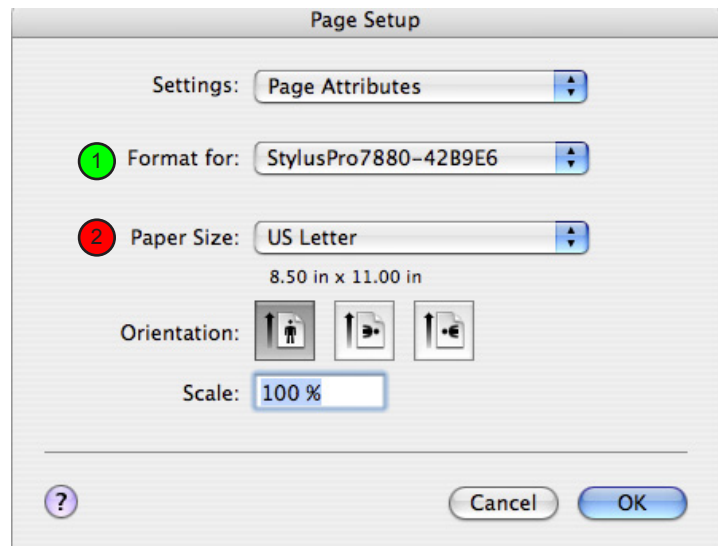 Page Setup
Settings: Page Attributes
1 Format for: StylusPro7880-42B9E6
2 Paper Size: US Letter
8.50 in x 11.00 in
Orientation:
Scale: 100 %
? Cancel OK